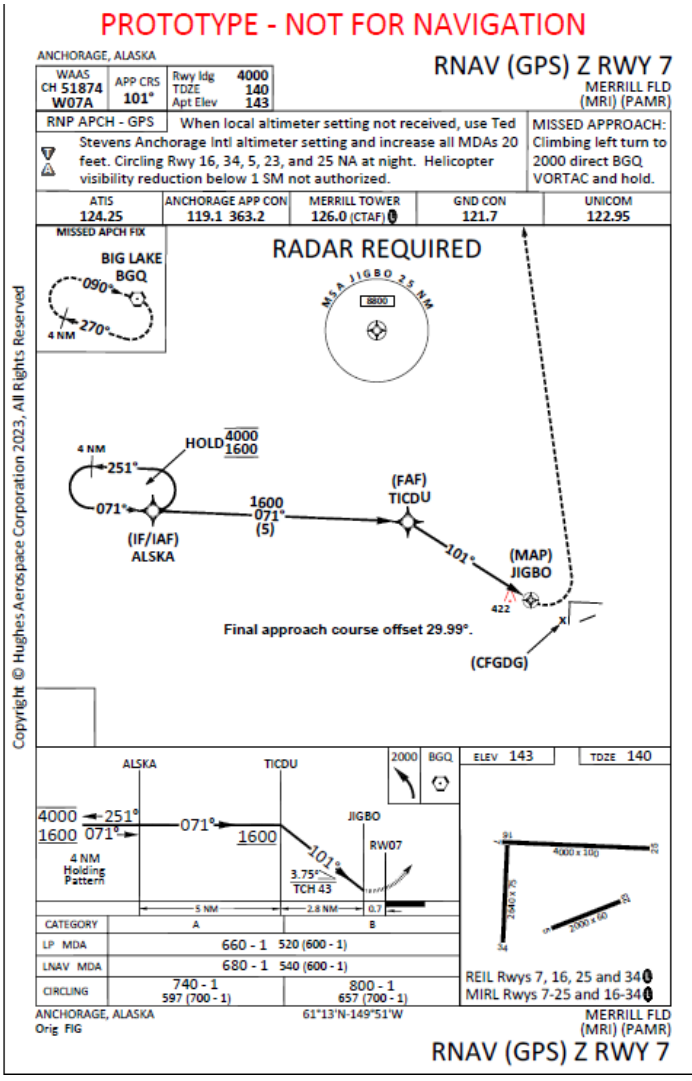 PROTOTYPE - NOT FOR NAVIGATION
ANCHORAGE, ALASKA
RNAV (GPS) Z RWY 7
MERRILL FLD
(MRI) (PAMR)
WAAS
CH 51874
W07A
APP CRS
101°
Rwy ldg 4000
TDZE 140
Apt Elev 143
RNP APCH - GPS
When local altimeter setting not received, use Ted
Stevens Anchorage Intl altimeter setting and increase all MDAs 20
feet. Circling Rwy 16, 34, 5, 23, and 25 NA at night. Helicopter
visibility reduction below 1 SM not authorized.
T
A
MISSED APPROACH:
Climbing left turn to
2000 direct BGQ
VORTAC and hold.
ATIS
124.25
ANCHORAGE APP CON
119.1 363.2
MERRILL TOWER
126.0 (CTAF) L
GND CON
121.7
UNICOM
122.95
MISSED APCH FIX
BIG LAKE
BGQ
090°
270°
4 NM
RADAR REQUIRED
MSA JIGBO 25 NM
8800
HOLD 4000
1600
4 NM
251°
071°
(IF/IAF)
ALSKA
1600
071°
(5)
(FAF)
TICDU
101°
(MAP)
JIGBO
422
x
(CFGDG)
Final approach course offset 29.99°.
Copyright © Hughes Aerospace Corporation 2023, All Rights Reserved
ALSKA
TICDU
2000
BGQ
4000 251°
1600 071°
071°
1600
4 NM
Holding
Pattern
JIGBO
101°
RW07
3.75°
TCH 43
5 NM
2.8 NM
0.7
ELEV 143
TDZE 140
16
7
4000 x 100
25
2640 x 75
34
5
2000 x 60
23
REIL Rwys 7, 16, 25 and 34 L
MIRL Rwys 7-25 and 16-34 L
CATEGORY A B
LP MDA 660 - 1 520 (600 - 1)
LNAV MDA 680 - 1 540 (600 - 1)
CIRCLING
740 - 1
597 (700 - 1)
800 - 1
657 (700 - 1)
ANCHORAGE, ALASKA
Orig FIG
61°13'N-149°51'W
MERRILL FLD
(MRI) (PAMR)
RNAV (GPS) Z RWY 7